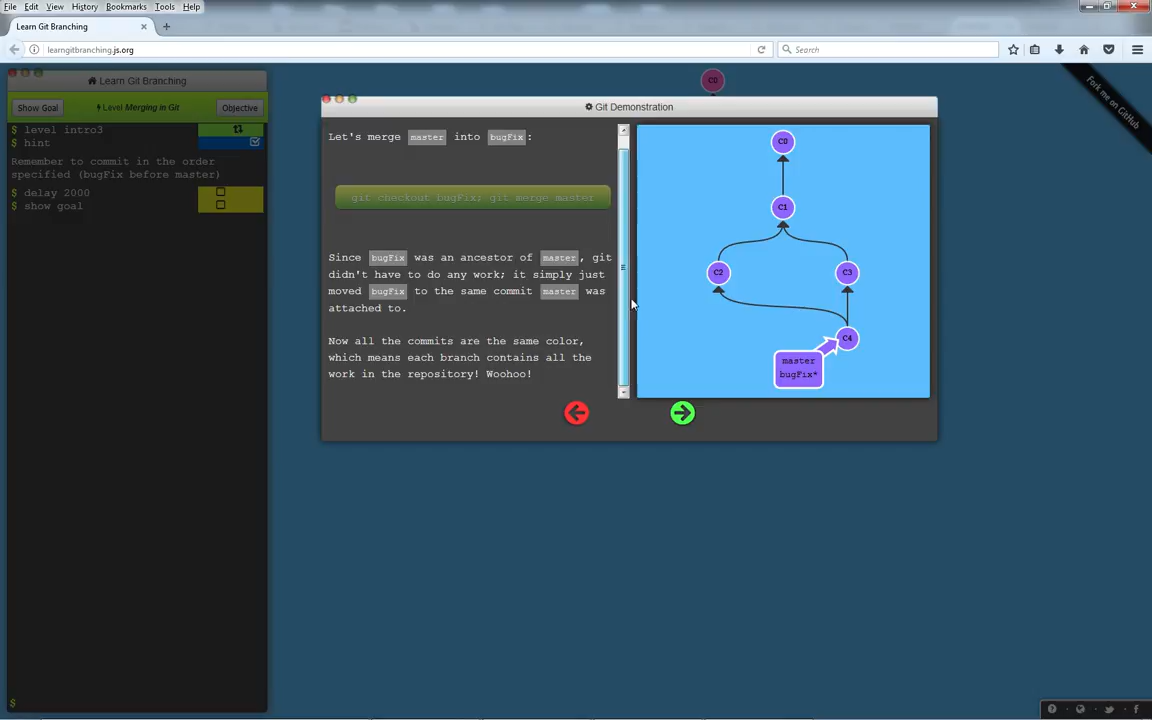 File Edit View History Bookmarks Tools Help
Learn Git Branching
learngitbranching.js.org
Search
Fork me on GitHub
Learn Git Branching
Show Goal
Level Merging in Git
Objective
$ level intro3
$ hint
Remember to commit in the order
specified (bugFix before master)
$ delay 2000
$ show goal
$
C0
Git Demonstration
Let's merge master into bugFix:
git checkout bugFix; git merge master
Since bugFix was an ancestor of master, git
didn't have to do any work; it simply just
moved bugFix to the same commit master was
attached to.
Now all the commits are the same color,
which means each branch contains all the
work in the repository! Woohoo!
C0
C1
C2
C3
C4
master
bugFix*